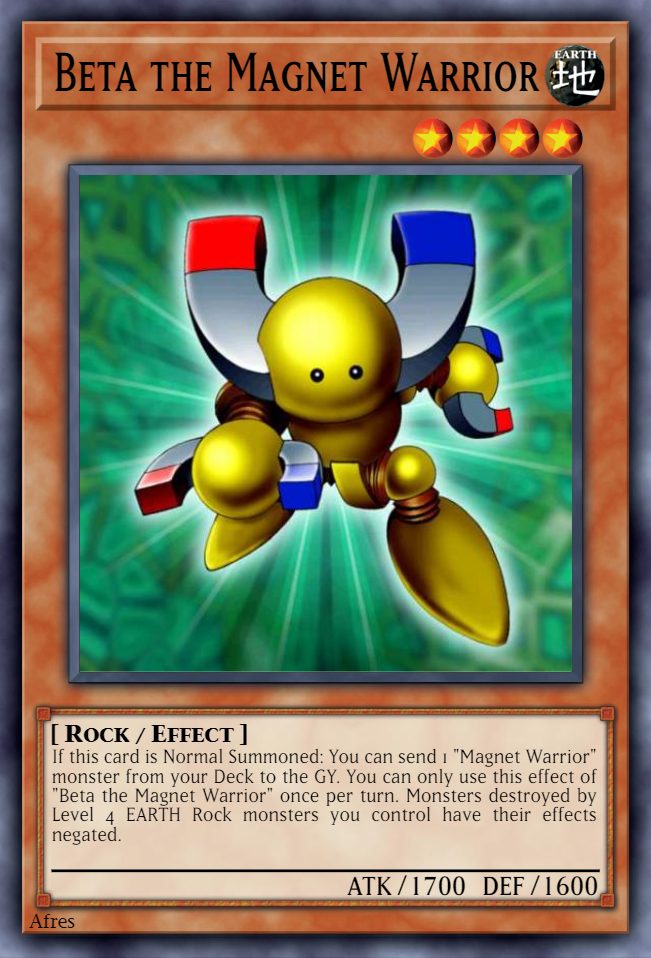 Beta the Magnet Warrior
EARTH
地
[ Rock / Effect ]
If this card is Normal Summoned: You can send 1 "Magnet Warrior"
monster from your Deck to the GY. You can only use this effect of
"Beta the Magnet Warrior" once per turn. Monsters destroyed by
Level 4 EARTH Rock monsters you control have their effects
negated.
ATK/1700 DEF/1600
Afres